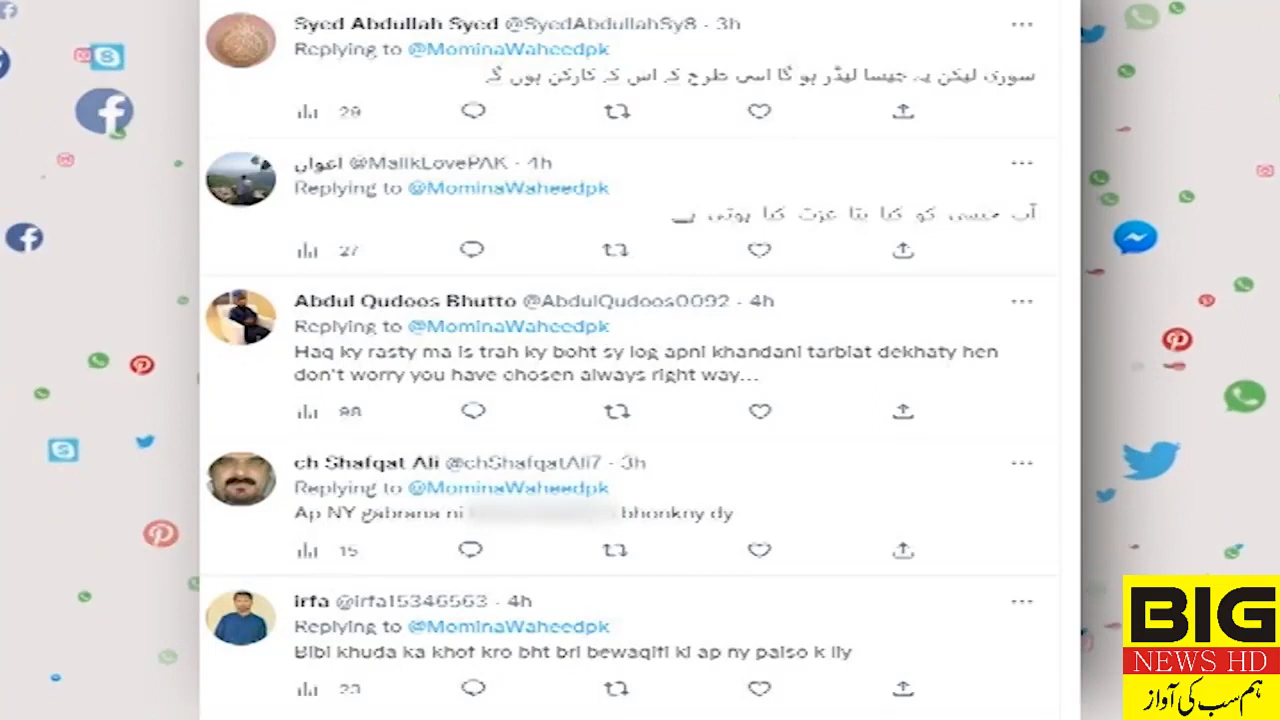 Syed Abdullah Syed @SyedAbdullahSy8 · 3h
Replying to @MominaWaheedpk
سوری لیکن یہ جیسا لیڈر ہو گا اسی طرح کے اس کے کارکن ہوں گے
29
اعوان @MalikLovePAK · 4h
Replying to @MominaWaheedpk
آپ جیسی کو کیا پتا عزت کیا ہوتی ہے
27
Abdul Qudoos Bhutto @AbdulQudoos0092 · 4h
Replying to @MominaWaheedpk
Haq ky rasty ma is trah ky boht sy log apni khandani tarbiat dekhaty hen
don't worry you have chosen always right way...
98
ch Shafqat Ali @chShafqatAli7 · 3h
Replying to @MominaWaheedpk
Ap NY gabrana ni bhonkny dy
15
irfa @irfa15346563 · 4h
Replying to @MominaWaheedpk
Bibi khuda ka khof kro bht bri bewaqifi ki ap ny paiso k liy
23
BIG
NEWS HD
ہم سب کی آواز